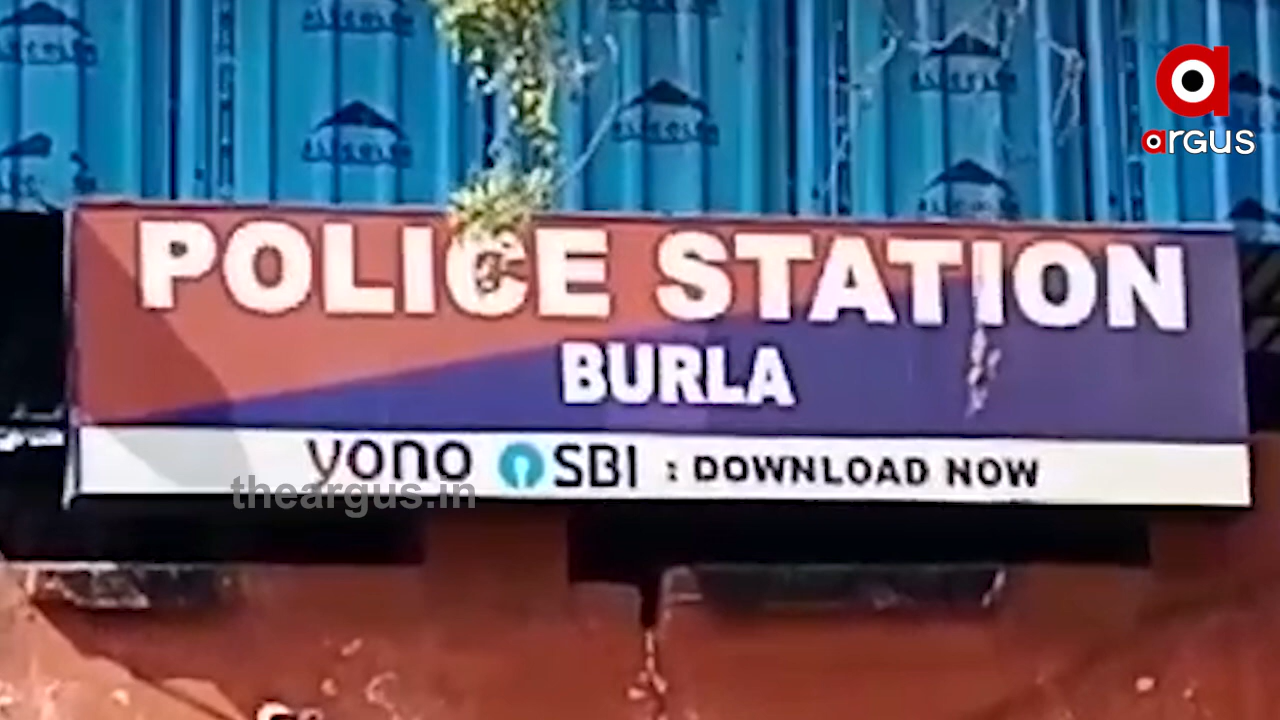 argus
POLICE STATION
BURLA
yono SBI : DOWNLOAD NOW
theargus.in